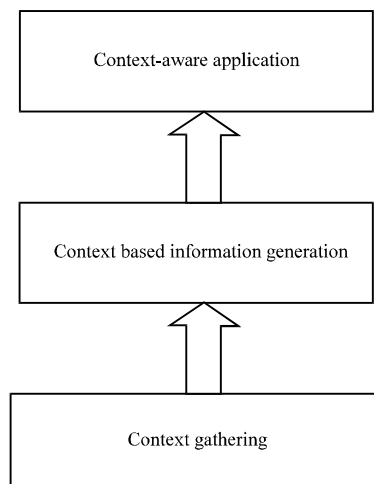 Context-aware application
Context based information generation
Context gathering